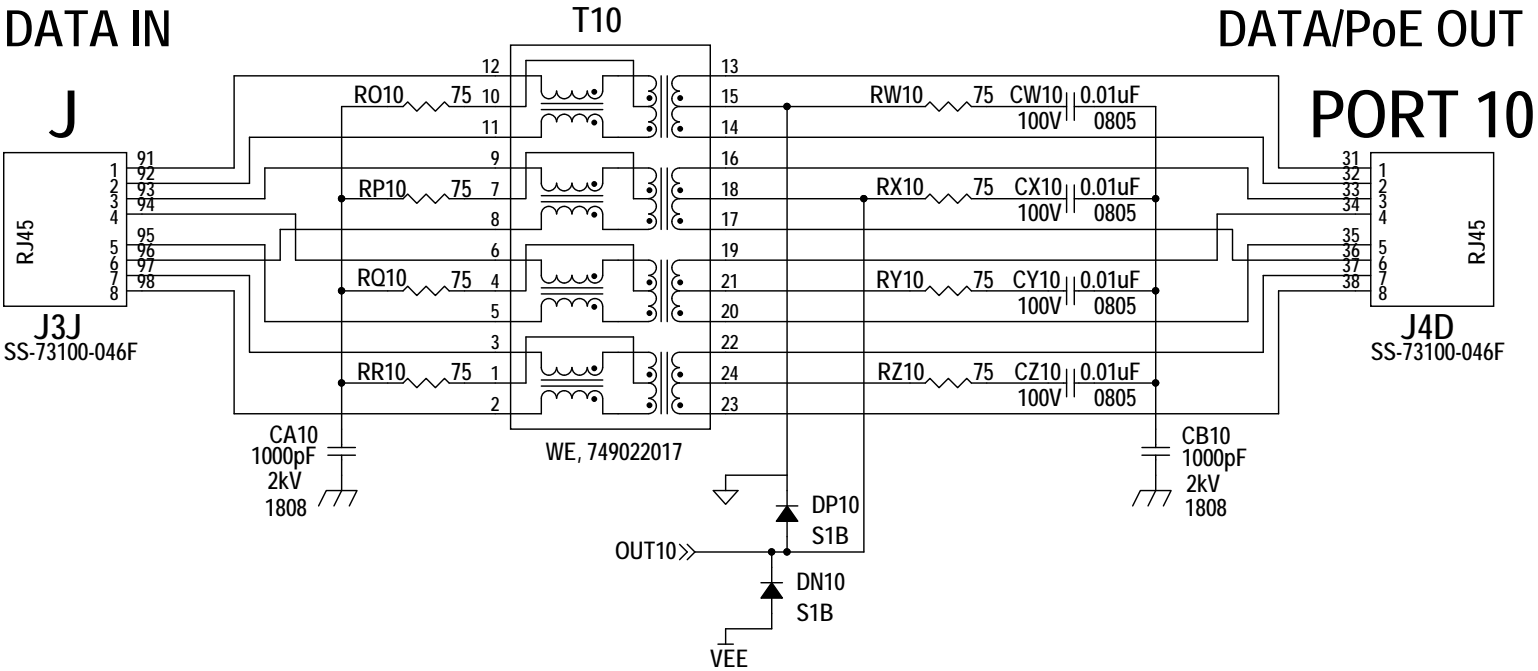 DATA IN
T10
DATA/PoE OUT
J
PORT 10
12
10
11
9
7
8
6
4
5
3
1
2
13
15
14
16
18
17
19
21
20
22
24
23
RO10 75
RP10 75
RQ10 75
RR10 75
RW10 75 CW10 0.01uF
100V 0805
RX10 75 CX10 0.01uF
100V 0805
RY10 75 CY10 0.01uF
100V 0805
RZ10 75 CZ10 0.01uF
100V 0805
RJ45
1 91
2 92
3 93
4 94
5 95
6 96
7 97
8 98
J3J
SS-73100-046F
31 1
32 2
33 3
34 4
35 5
36 6
37 7
38 8
RJ45
J4D
SS-73100-046F
CA10
1000pF
2kV
1808
WE, 749022017
CB10
1000pF
2kV
1808
DP10
S1B
OUT10
DN10
S1B
VEE